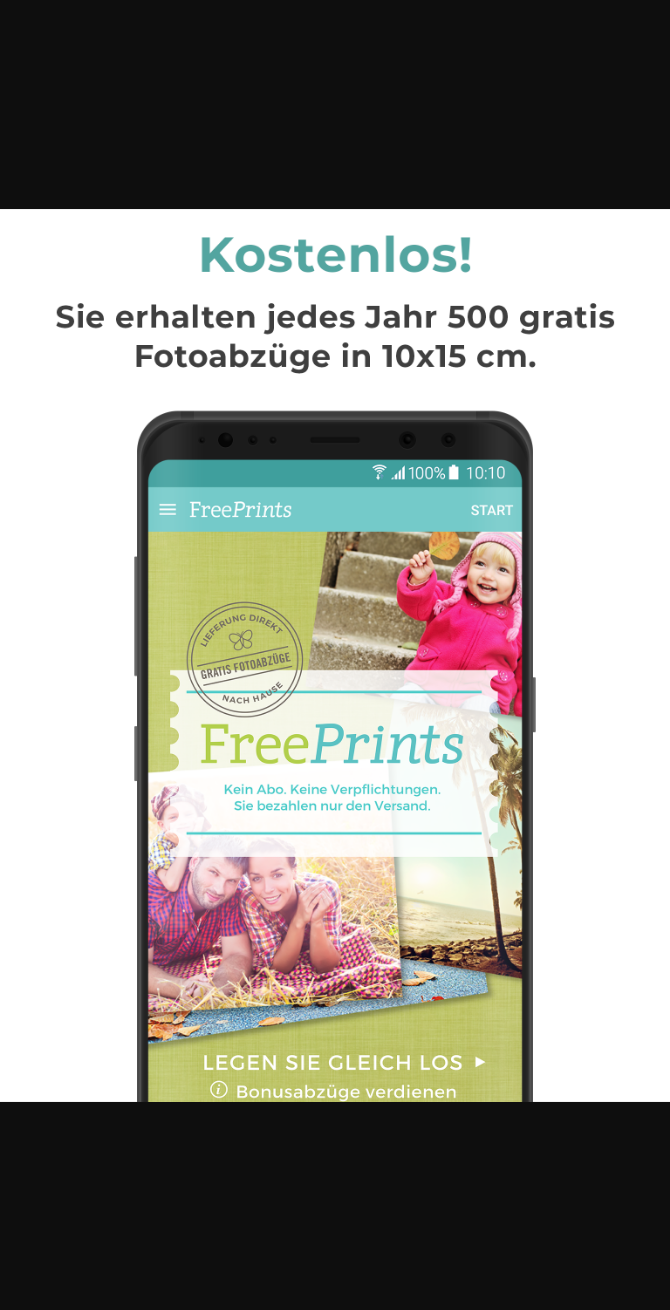 Kostenlos!
Sie erhalten jedes Jahr 500 gratis
Fotoabzüge in 10x15 cm.
100% 10:10
FreePrints
START
LIEFERUNG DIREKT
GRATIS FOTOABZÜGE
NACH HAUSE
FreePrints
Kein Abo. Keine Verpflichtungen.
Sie bezahlen nur den Versand.
LEGEN SIE GLEICH LOS
i Bonusabzüge verdienen